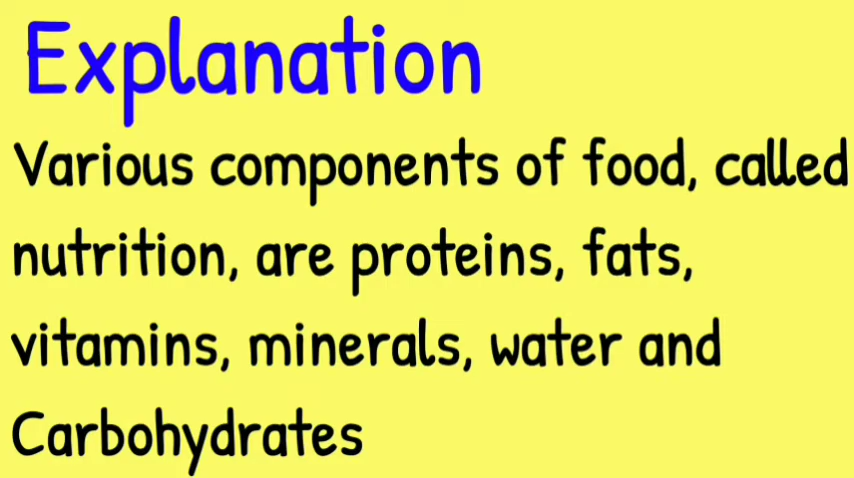 Explanation
Various components of food, called
nutrition, are proteins, fats,
vitamins, minerals, water and
Carbohydrates